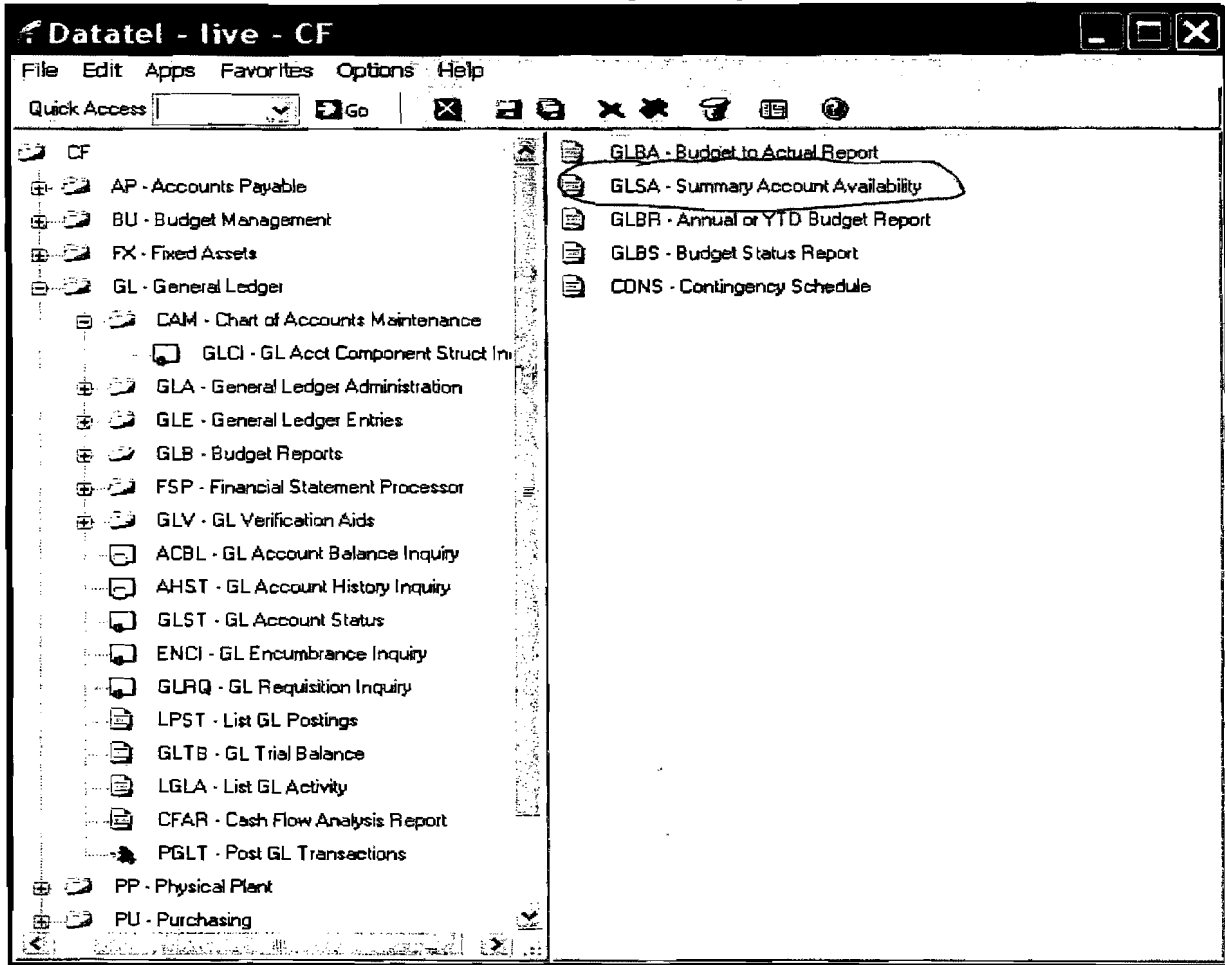 Datatel - live - CF
File Edit Apps Favorites Options Help
Quick Access Go
CF
AP - Accounts Payable
BU - Budget Management
FX - Fixed Assets
GL - General Ledger
CAM - Chart of Accounts Maintenance
GLCI - GL Acct Component Struct In
GLA - General Ledger Administration
GLE - General Ledger Entries
GLB - Budget Reports
FSP - Financial Statement Processor
GLV - GL Verification Aids
ACBL - GL Account Balance Inquiry
AHST - GL Account History Inquiry
GLST - GL Account Status
ENCI - GL Encumbrance Inquiry
GLRQ - GL Requisition Inquiry
LPST - List GL Postings
GLTB - GL Trial Balance
LGLA - List GL Activity
CFAR - Cash Flow Analysis Report
PGLT - Post GL Transactions
PP - Physical Plant
PU - Purchasing
GLBA - Budget to Actual Report
GLSA - Summary Account Availability
GLBR - Annual or YTD Budget Report
GLBS - Budget Status Report
CONS - Contingency Schedule